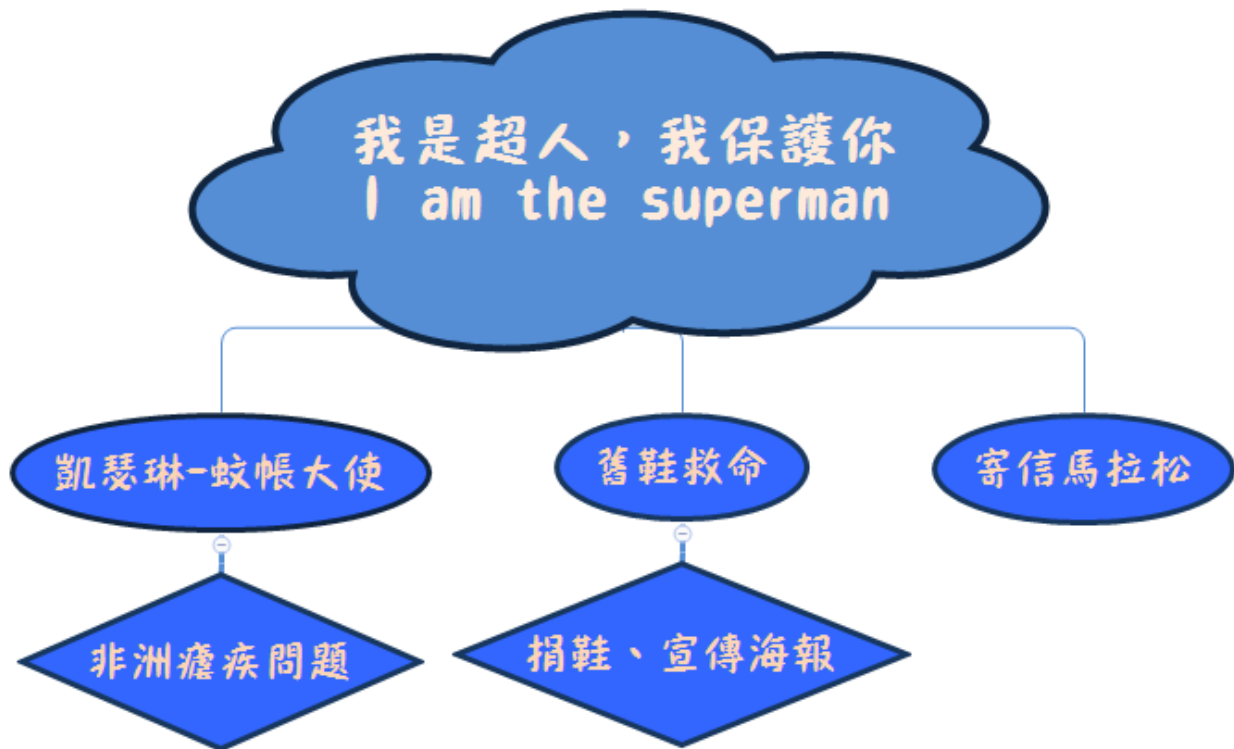 我是超人，我保護你
I am the superman
凱瑟琳-蚊帳大使
舊鞋救命
寄信馬拉松
非洲瘧疾問題
捐鞋、宣傳海報